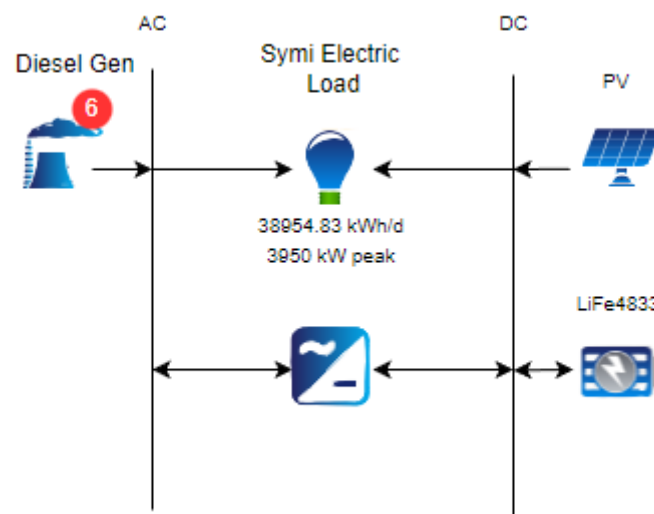 AC
DC
Diesel Gen
Symi Electric
Load
PV
6
38954.83 kWh/d
3950 kW peak
LiFe4833